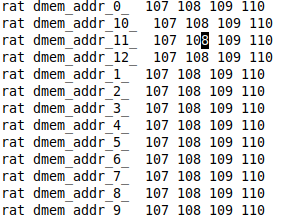 rat dmem_addr_0_  107 108 109 110
rat dmem_addr_10_  107 108 109 110
rat dmem_addr_11_  107 108 109 110
rat dmem_addr_12_  107 108 109 110
rat dmem_addr_1_  107 108 109 110
rat dmem_addr_2_  107 108 109 110
rat dmem_addr_3_  107 108 109 110
rat dmem_addr_4_  107 108 109 110
rat dmem_addr_5_  107 108 109 110
rat dmem_addr_6_  107 108 109 110
rat dmem_addr_7_  107 108 109 110
rat dmem_addr_8_  107 108 109 110
rat dmem_addr_9  107 108 109 110